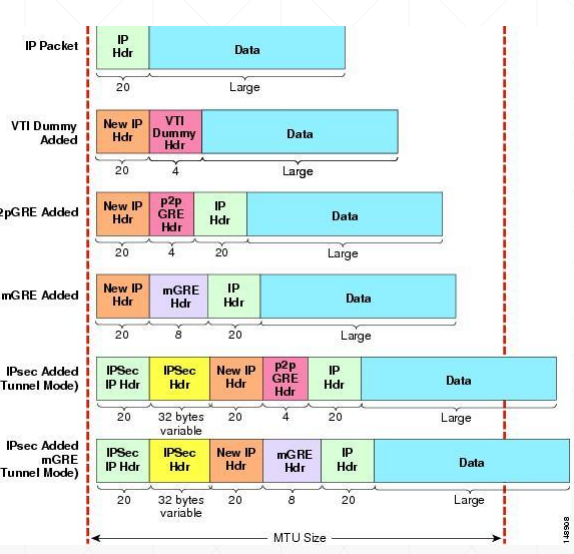 IP Packet
IP
Hdr
Data
20
Large
VTI Dummy
Added
New IP
Hdr
VTI
Dummy
Hdr
Data
20
4
Large
2pGRE Added
New IP
Hdr
p2p
GRE
Hdr
IP
Hdr
Data
20
4
20
Large
mGRE Added
New IP
Hdr
mGRE
Hdr
IP
Hdr
Data
20
8
20
Large
IPsec Added
Tunnel Mode)
IPSec
IP Hdr
IPSec
Hdr
New IP
Hdr
p2p
GRE
Hdr
IP
Hdr
Data
20
32 bytes
variable
20
4
20
Large
IPsec Added
mGRE
Tunnel Mode)
IPSec
IP Hdr
IPSec
Hdr
New IP
Hdr
mGRE
Hdr
IP
Hdr
Data
20
32 bytes
variable
20
8
20
Large
MTU Size
148908